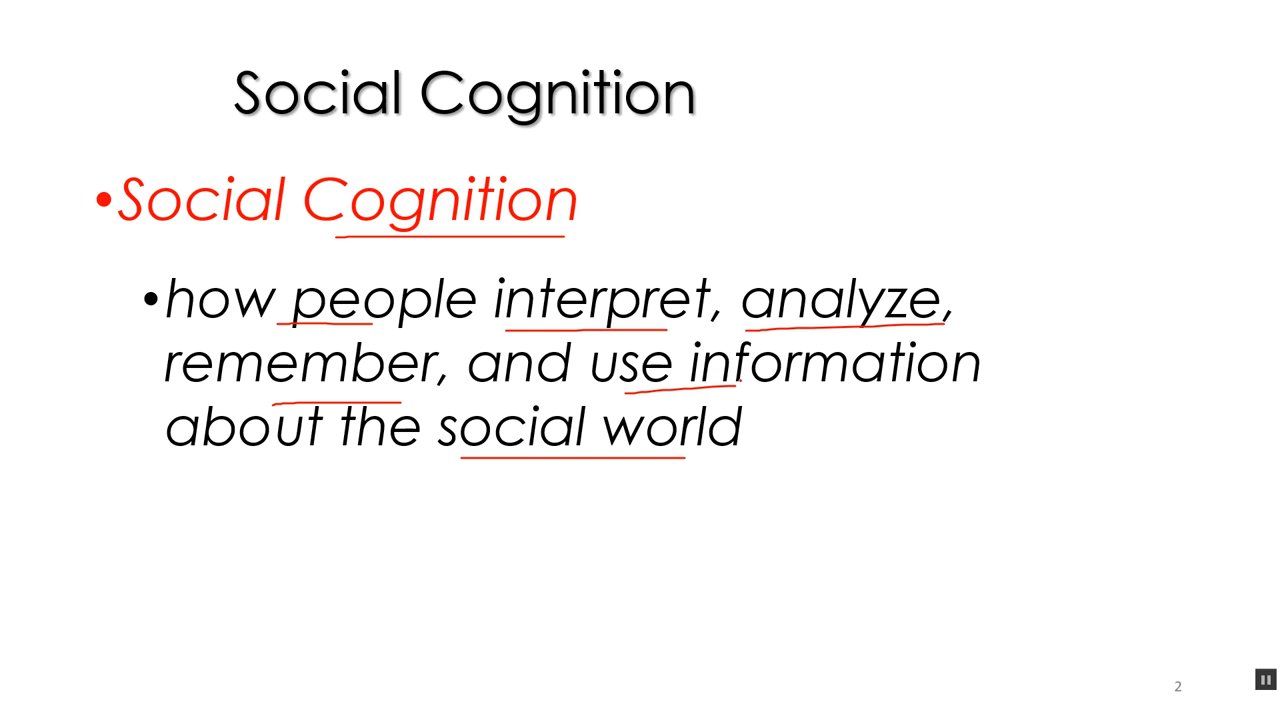 Social Cognition
•Social Cognition
•how people interpret, analyze,
remember, and use information
about the social world
2